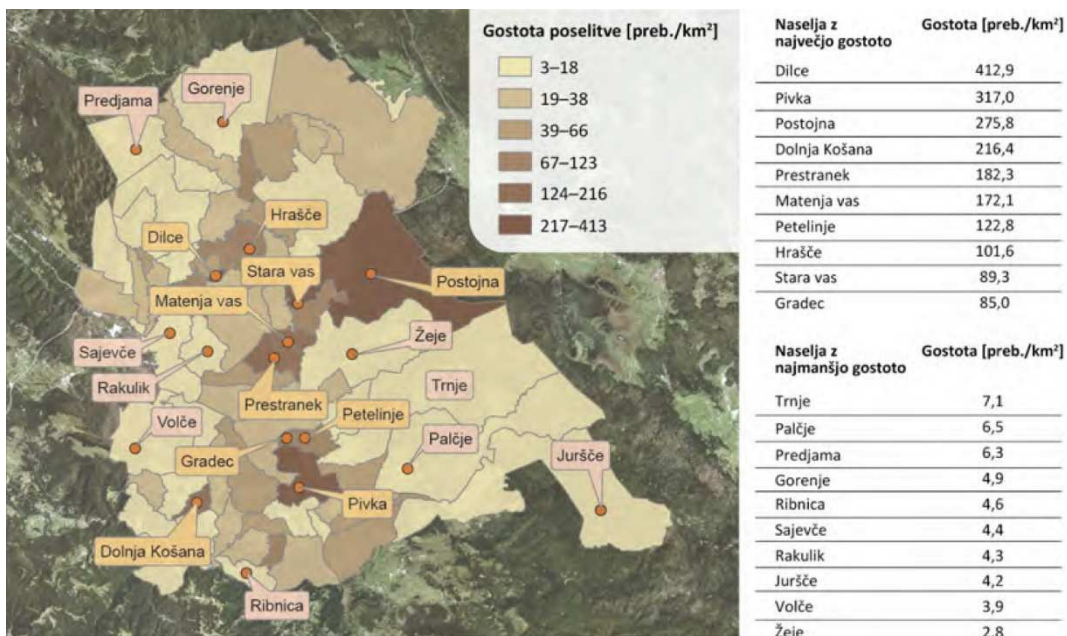 Gostota poselitve [preb./km²]
3–18
19–38
39–66
67–123
124–216
217–413
Predjama
Gorenje
Hrašče
Dilce
Stara vas
Postojna
Matenja vas
Sajevče
Žeje
Rakulik
Trnje
Prestranek
Petelinje
Volče
Palčje
Gradec
Juršče
Pivka
Dolnja Košana
Ribnica
Naselja z največjo gostoto Gostota [preb./km²]
Dilce 412,9
Pivka 317,0
Postojna 275,8
Dolnja Košana 216,4
Prestranek 182,3
Matenja vas 172,1
Petelinje 122,8
Hrašče 101,6
Stara vas 89,3
Gradec 85,0
Naselja z najmanjšo gostoto Gostota [preb./km²]
Trnje 7,1
Palčje 6,5
Predjama 6,3
Gorenje 4,9
Ribnica 4,6
Sajevče 4,4
Rakulik 4,3
Juršče 4,2
Volče 3,9
Žeje 2,8